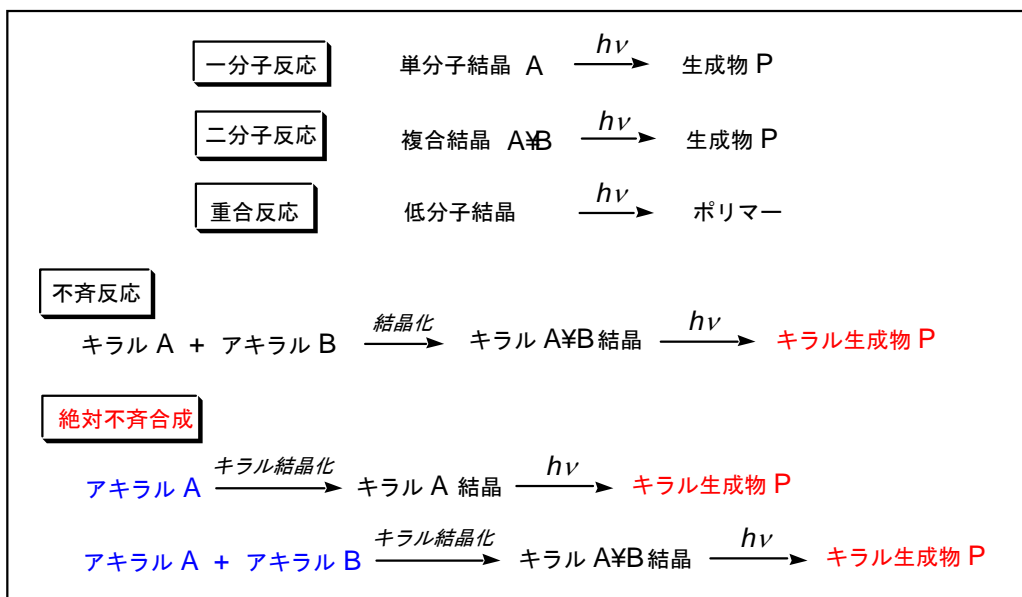 一分子反応 単分子結晶 A hν 生成物 P
二分子反応 複合結晶 A¥B hν 生成物 P
重合反応 低分子結晶 hν ポリマー
不斉反応
キラル A + アキラル B 結晶化 キラル A¥B 結晶 hν キラル生成物 P
絶対不斉合成
アキラル A キラル結晶化 キラル A 結晶 hν キラル生成物 P
アキラル A + アキラル B キラル結晶化 キラル A¥B 結晶 hν キラル生成物 P